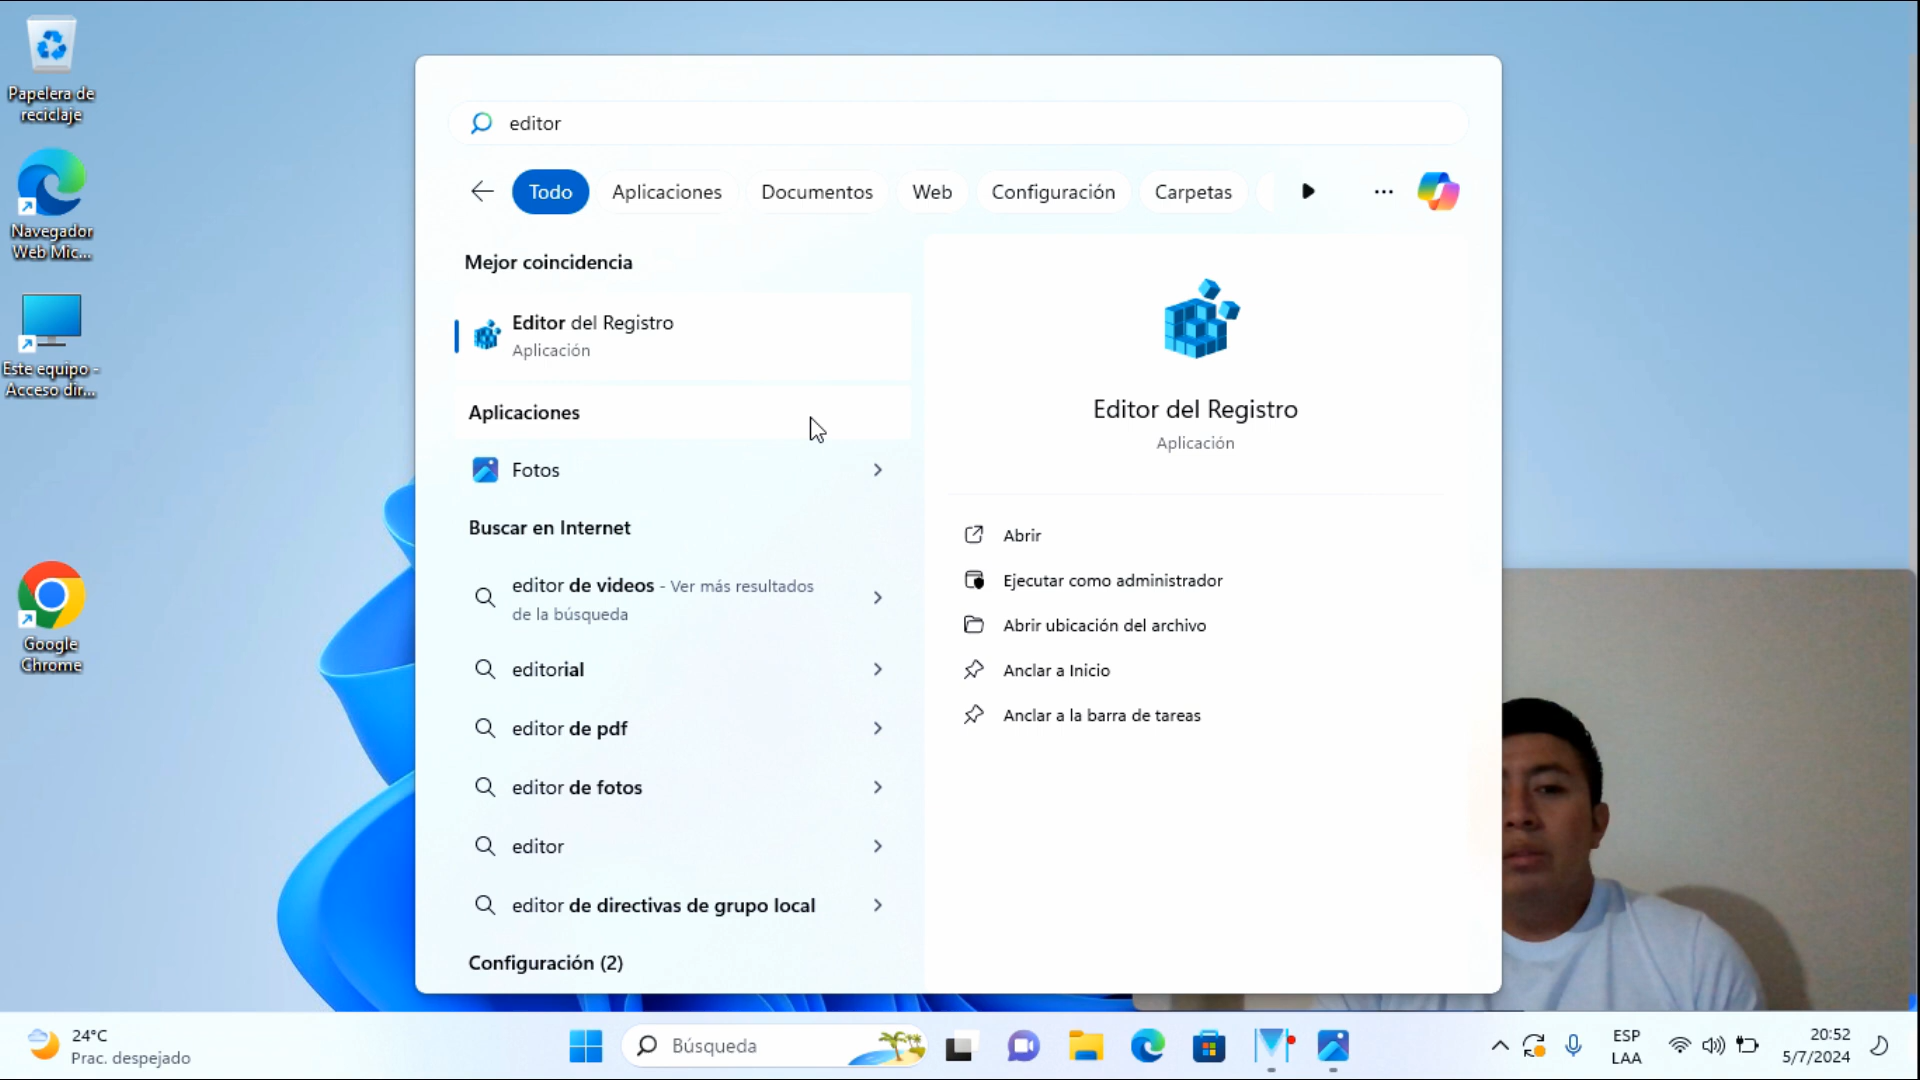 Papelera de
reciclaje
Navegador
Web Mic...
Este equipo -
Acceso dir...
Google
Chrome
editor
Todo
Aplicaciones
Documentos
Web
Configuración
Carpetas
...
Mejor coincidencia
Editor del Registro
Aplicación
Aplicaciones
Fotos
Buscar en Internet
editor de videos - Ver más resultados
de la búsqueda
editorial
editor de pdf
editor de fotos
editor
editor de directivas de grupo local
Configuración (2)
Editor del Registro
Aplicación
Abrir
Ejecutar como administrador
Abrir ubicación del archivo
Anclar a Inicio
Anclar a la barra de tareas
24°C
Prac. despejado
Búsqueda
ESP
LAA
20:52
5/7/2024